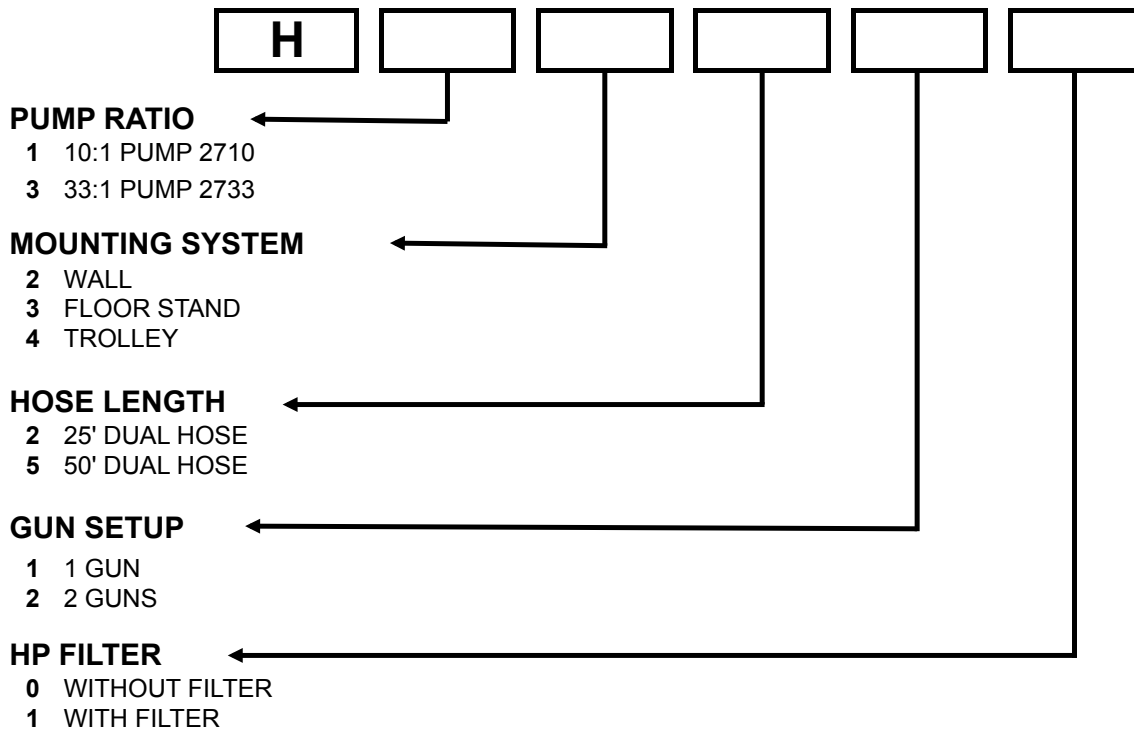 H
PUMP RATIO
1 10:1 PUMP 2710
3 33:1 PUMP 2733
MOUNTING SYSTEM
2 WALL
3 FLOOR STAND
4 TROLLEY
HOSE LENGTH
2 25' DUAL HOSE
5 50' DUAL HOSE
GUN SETUP
1 1 GUN
2 2 GUNS
HP FILTER
0 WITHOUT FILTER
1 WITH FILTER